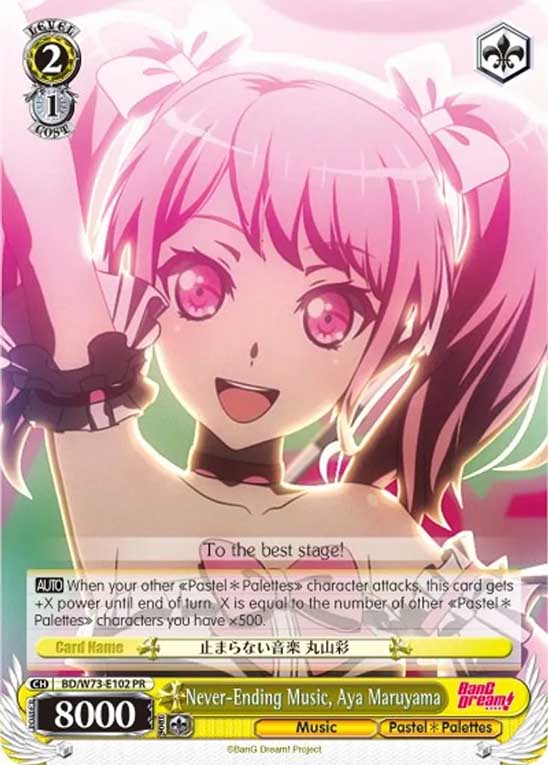 LEVEL
2
1
COST
To the best stage!
AUTO When your other «Pastel＊Palettes» character attacks, this card gets
+X power until end of turn. X is equal to the number of other «Pastel＊
Palettes» characters you have ×500.
Card Name 止まらない音楽 丸山彩
CH BD/W73-E102 PR
Never-Ending Music, Aya Maruyama
BanG Dream!
POWER 8000 SOUL
Music Pastel＊Palettes
©BanG Dream! Project